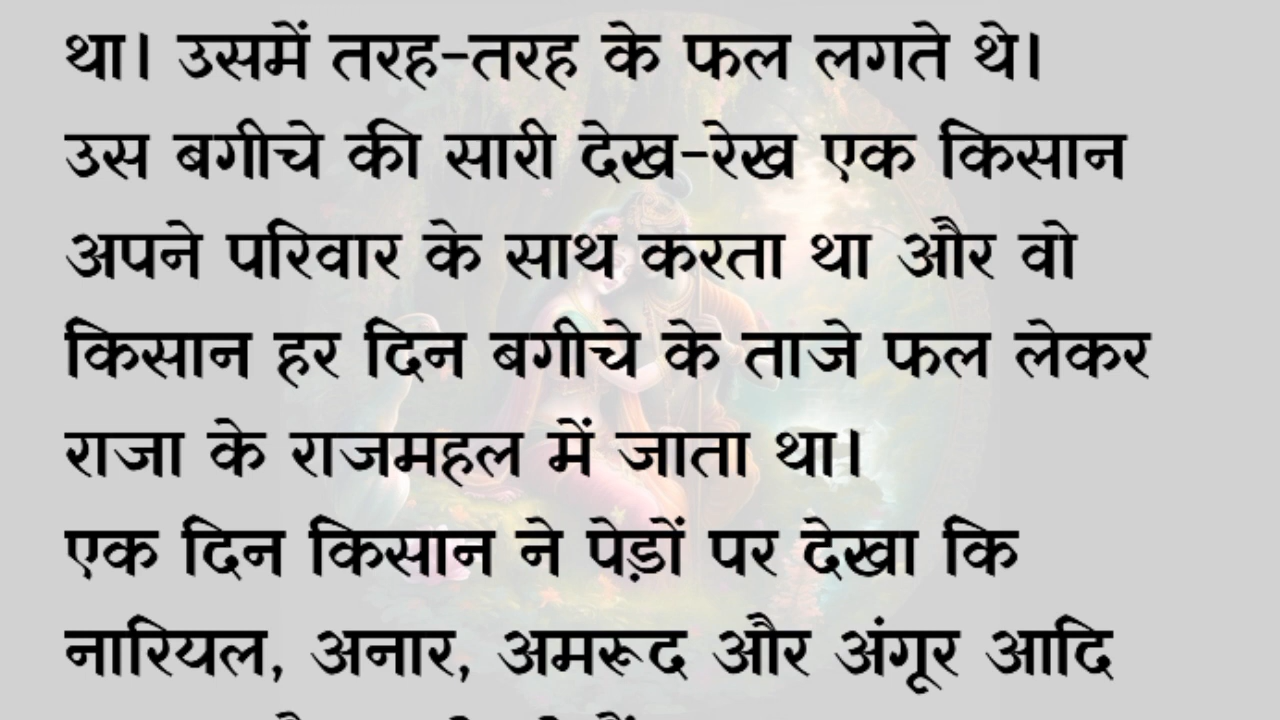 था। उसमें तरह-तरह के फल लगते थे।
उस बगीचे की सारी देख-रेख एक किसान
अपने परिवार के साथ करता था और वो
किसान हर दिन बगीचे के ताजे फल लेकर
राजा के राजमहल में जाता था।
एक दिन किसान ने पेड़ों पर देखा कि
नारियल, अनार, अमरूद और अंगूर आदि